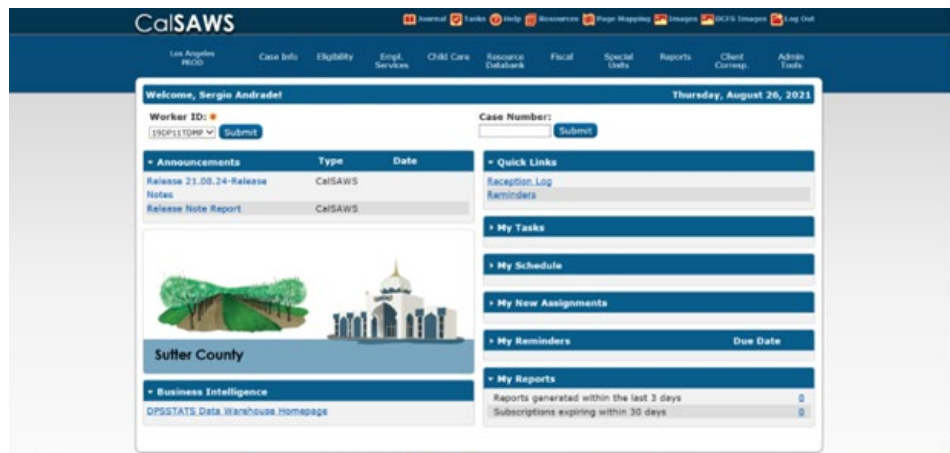 CalSAWS
Journal Tasks Help Resources Page Mapping Images DCFS Images Log Out
Los Angeles
PROD
Case Info Eligibility Empl.
Services
Child Care Resource
Databank
Fiscal Special
Units
Reports Client
Corresp.
Admin
Tools
Welcome, Sergio Andrade! Thursday, August 26, 2021
Worker ID:
Submit
Case Number:
Submit
Announcements Type Date
Release 21.08.24-Release
Notes
CalSAWS
Release Note Report CalSAWS
Sutter County
Business Intelligence
DPSSTATS Data Warehouse Homepage
Quick Links
Reception Log
Reminders
My Tasks
My Schedule
My New Assignments
My Reminders Due Date
My Reports
Reports generated within the last 3 days 0
Subscriptions expiring within 30 days 0